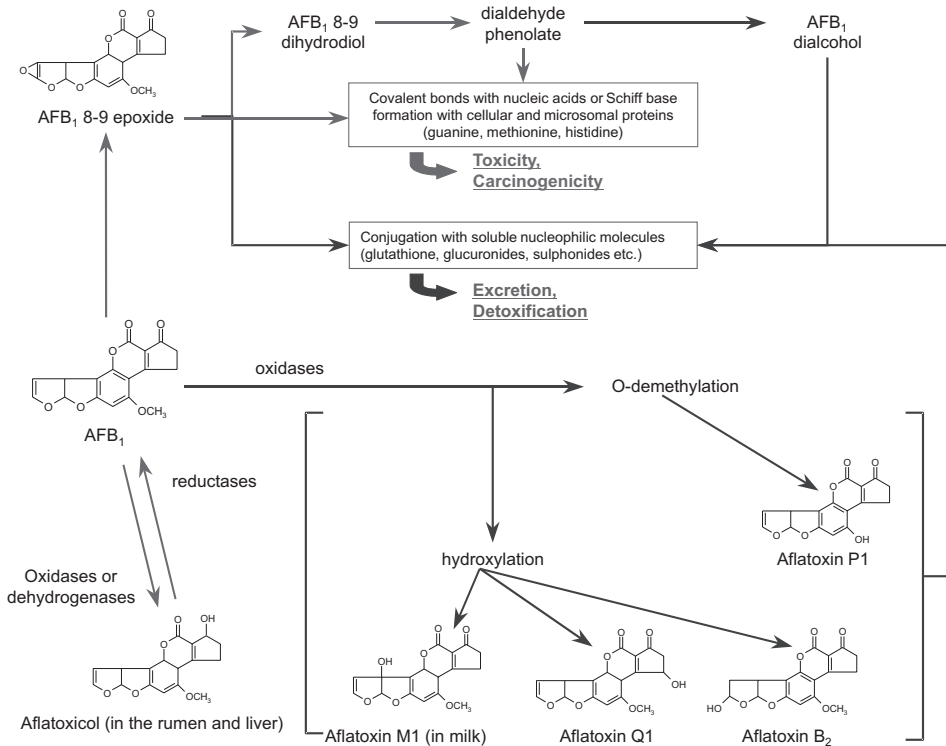 AFB₁ 8-9
dihydrodiol
dialdehyde
phenolate
AFB₁
dialcohol
O
O
O
O
O
O
OCH₃
AFB₁ 8-9 epoxide
Covalent bonds with nucleic acids or Schiff base
formation with cellular and microsomal proteins
(guanine, methionine, histidine)
Toxicity,
Carcinogenicity
Conjugation with soluble nucleophilic molecules
(glutathione, glucuronides, sulphonides etc.)
Excretion,
Detoxification
O
O
O
O
O
OCH₃
AFB₁
oxidases
O-demethylation
reductases
Oxidases or
dehydrogenases
O
O
O
O
O
OH
Aflatoxin P1
hydroxylation
O
OH
O
O
O
OCH₃
Aflatoxicol (in the rumen and liver)
O
O
O
OH
O
O
OCH₃
Aflatoxin M1 (in milk)
O
O
O
OH
O
O
OCH₃
Aflatoxin Q1
O
O
O
HO
O
O
OCH₃
Aflatoxin B₂